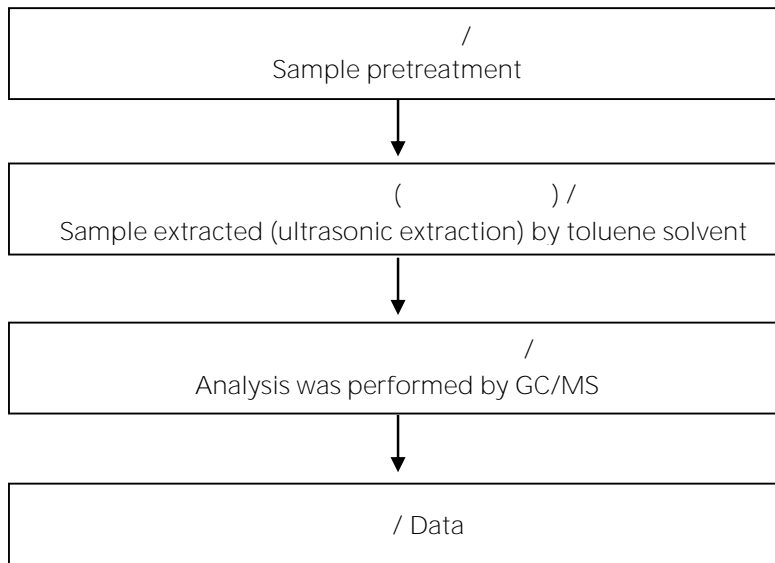 /
Sample pretreatment
( ) /
Sample extracted (ultrasonic extraction) by toluene solvent
/
Analysis was performed by GC/MS
/ Data